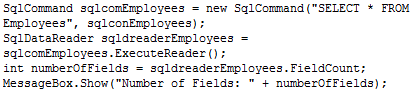 SqlCommand sqlcomEmployees = new SqlCommand("SELECT * FROM
Employees", sqlconEmployees);
SqlDataReader sqldreaderEmployees =
sqlcomEmployees.ExecuteReader();
int numberOfFields = sqldreaderEmployees.FieldCount;
MessageBox.Show("Number of Fields: " + numberOfFields);